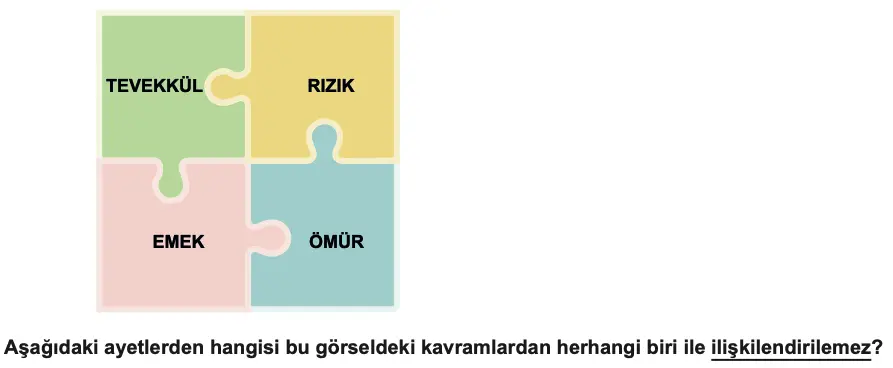 TEVEKKÜL
RIZIK
EMEK
ÖMÜR
Aşağıdaki ayetlerden hangisi bu görseldeki kavramlardan herhangi biri ile ilişkilendirilemez?